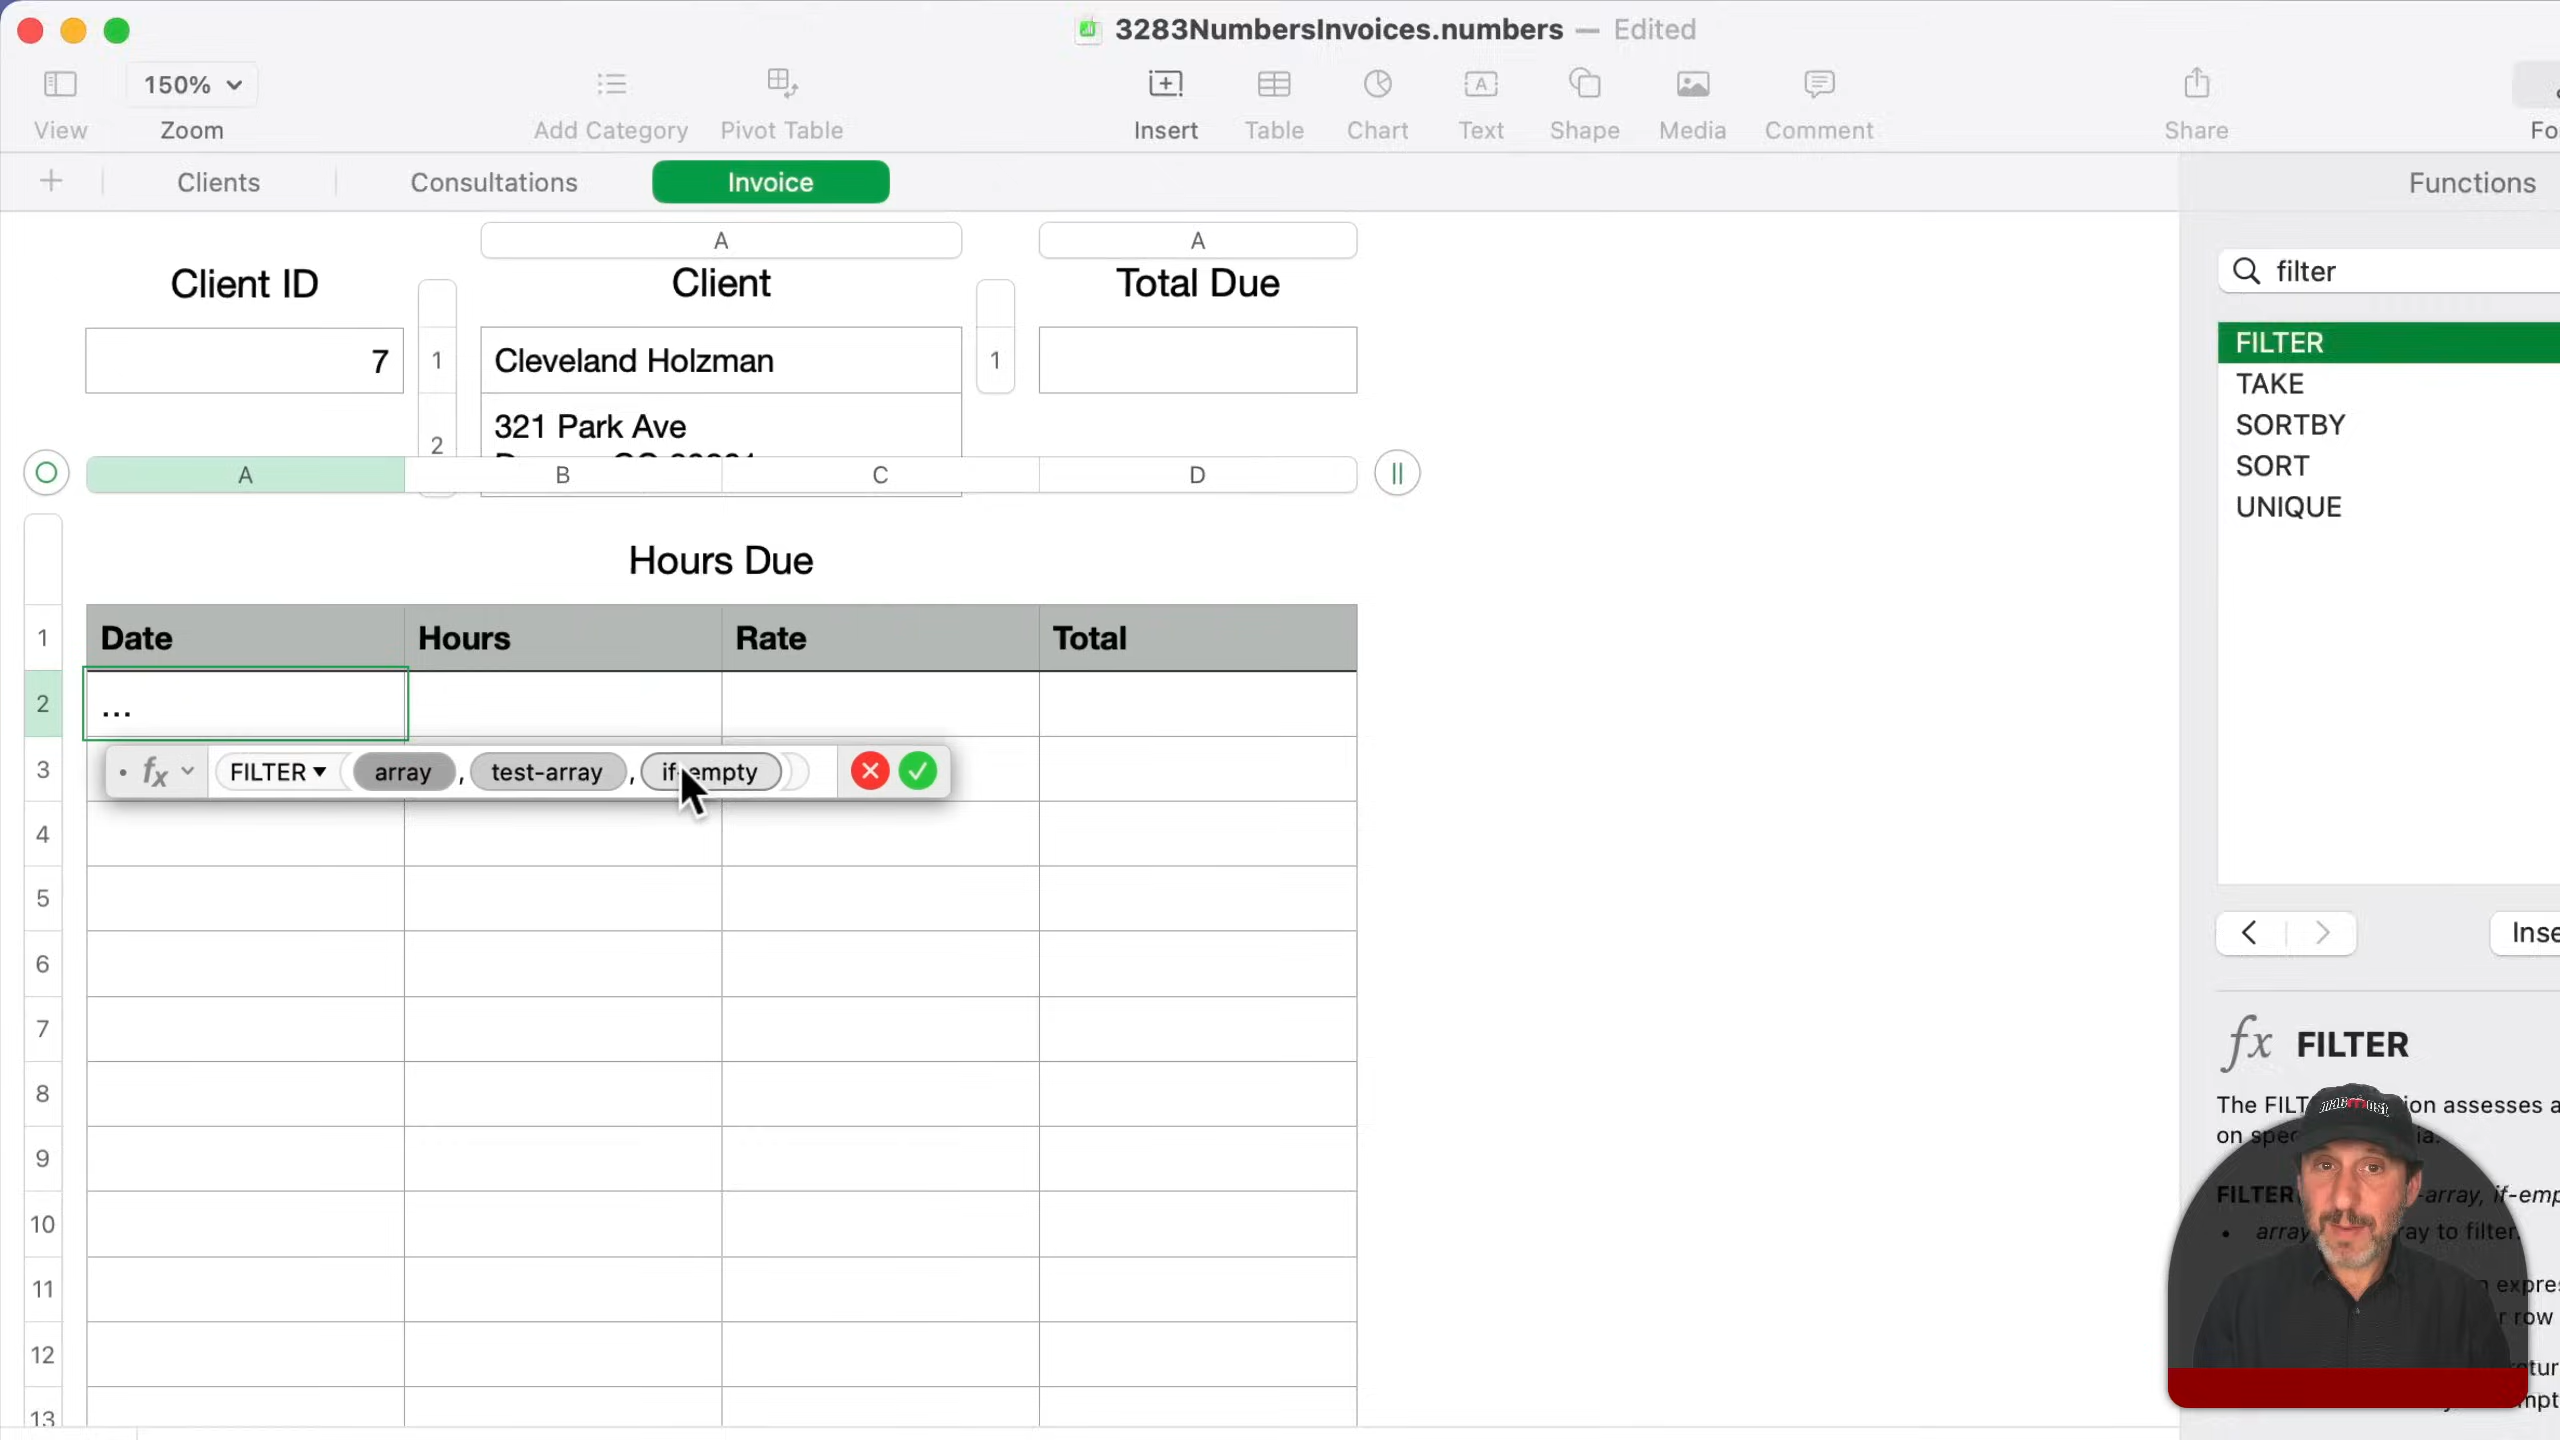 3283NumbersInvoices.numbers — Edited
150%
View Zoom Add Category Pivot Table Insert Table Chart Text Shape Media Comment Share
Clients Consultations Invoice Functions
A A
Client ID Client Total Due
filter
7 1 Cleveland Holzman 1
FILTER
TAKE
SORTBY
SORT
UNIQUE
2 321 Park Ave
A B C D
Hours Due
1 Date Hours Rate Total
2 ...
3 fx FILTER array , test-array , if-empty
4
5
6
7
8
9
10
11
12
13
fx FILTER